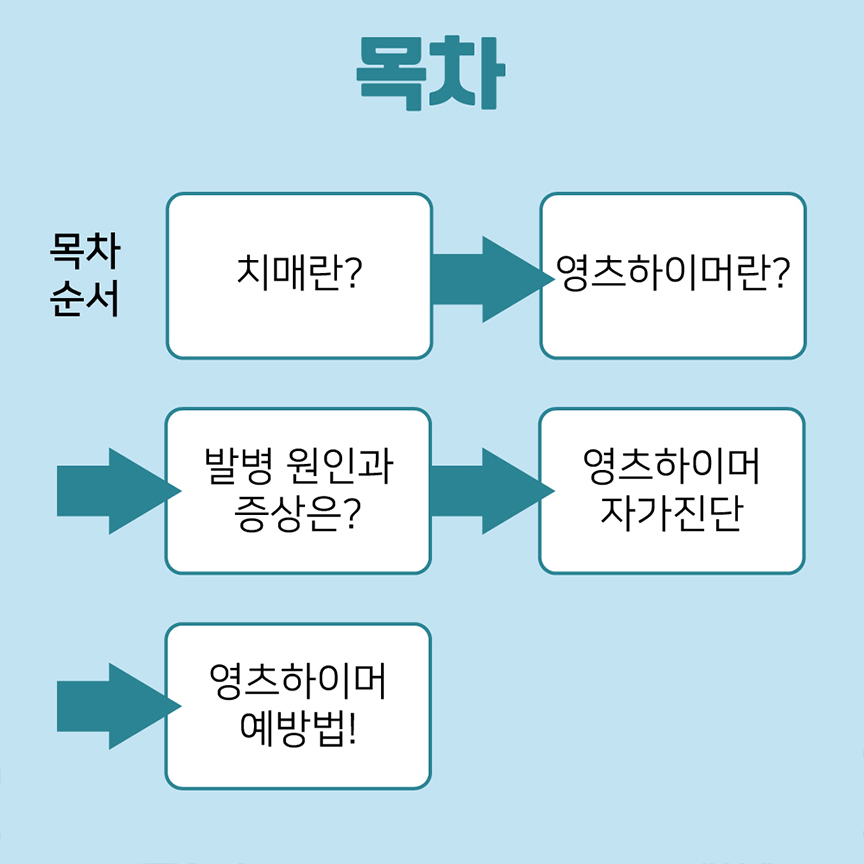 목차
목차
순서
치매란?
영츠하이머란?
발병 원인과
증상은?
영츠하이머
자가진단
영츠하이머
예방법!